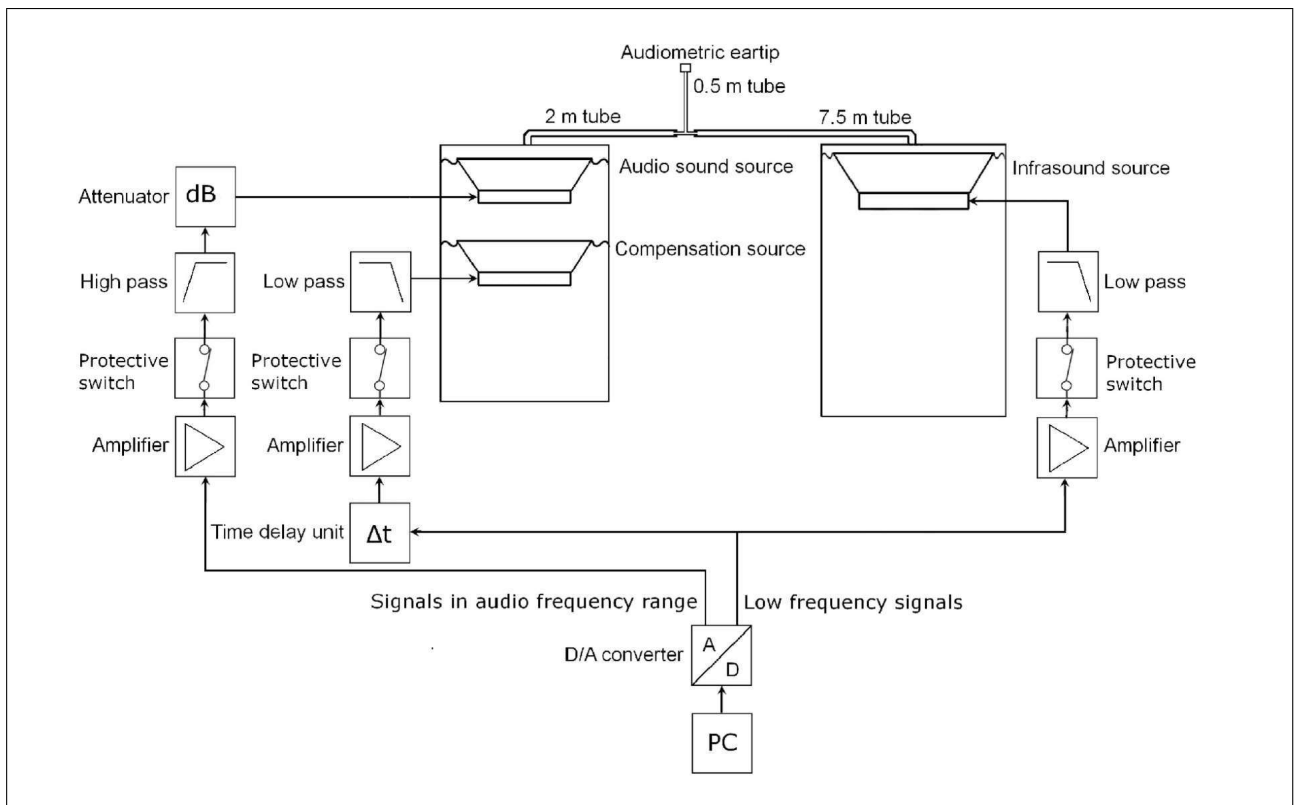 Audiometric eartip
0.5 m tube
2 m tube
7.5 m tube
Audio sound source
Infrasound source
Attenuator
dB
Compensation source
High pass
Low pass
Low pass
Protective
switch
Protective
switch
Protective
switch
Amplifier
Amplifier
Amplifier
Time delay unit
Δt
Signals in audio frequency range
Low frequency signals
D/A converter
A
D
PC